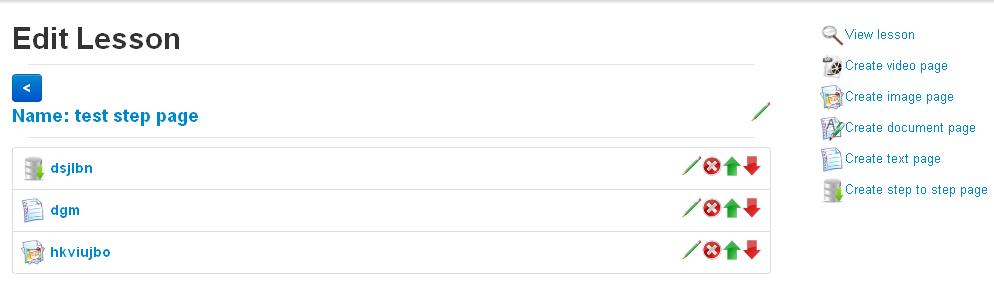 Edit Lesson
<
Name: test step page
dsjlbn
dgm
hkviujbo
View lesson
Create video page
Create image page
Create document page
Create text page
Create step to step page